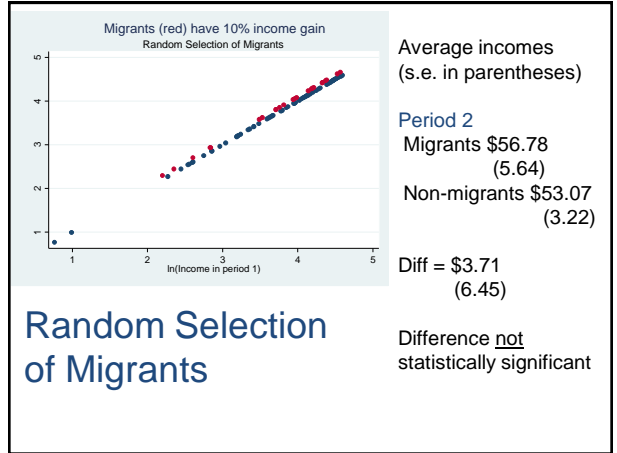 Migrants (red) have 10% income gain
Random Selection of Migrants
5
4
3
2
1
1 2 3 4 5
ln(Income in period 1)
Random Selection
of Migrants
Average incomes
(s.e. in parentheses)
Period 2
Migrants $56.78
(5.64)
Non-migrants $53.07
(3.22)
Diff = $3.71
(6.45)
Difference not
statistically significant